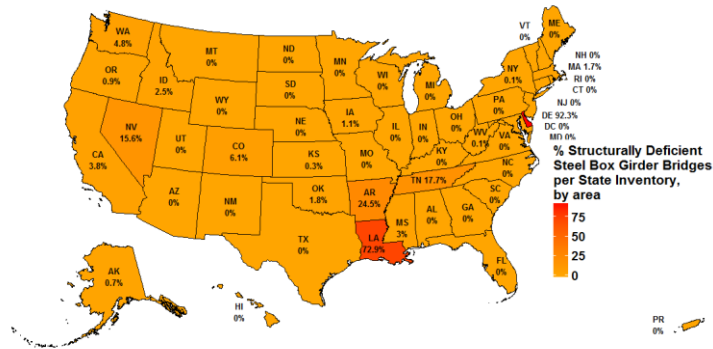 WA
4.8%
MT
0%
ND
0%
MN
0%
VT
0%
ME
0%
OR
0.9%
ID
2.5%
SD
0%
WI
0%
MI
0%
NY
0.1%
NH 0%
MA 1.7%
RI 0%
CT 0%
WY
0%
NE
0%
IA
1.1%
IL
0%
IN
0%
OH
0%
PA
0%
NJ 0%
DE 92.3%
DC 0%
MD 0%
NV
15.6%
UT
0%
CO
6.1%
KS
0.3%
MO
0%
KY
0%
WV
0.1%
VA
0%
CA
3.8%
AZ
0%
NM
0%
OK
1.8%
AR
24.5%
TN 17.7%
NC
0%
SC
0%
TX
0%
LA
72.9%
MS
3%
AL
0%
GA
0%
FL
0%
AK
0.7%
HI
0%
PR
0%
% Structurally Deficient
Steel Box Girder Bridges
per State Inventory,
by area
75
50
25
0